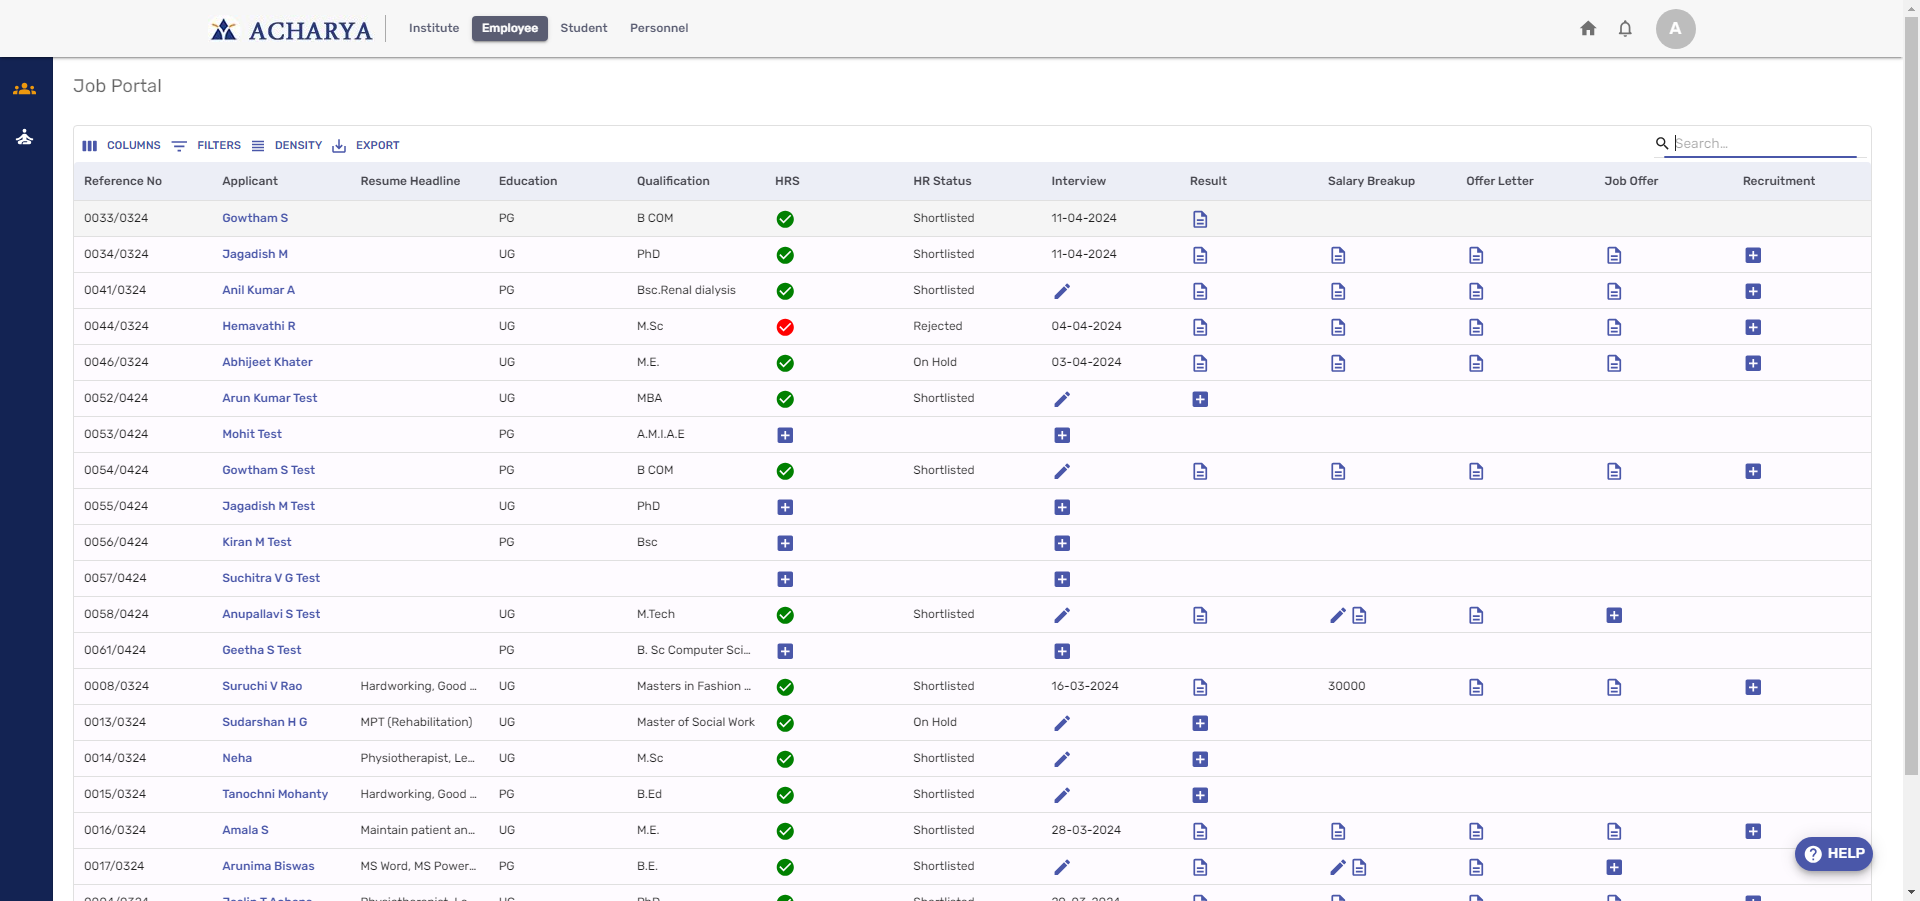 ACHARYA Institute Employee Student Personnel A
Job Portal
COLUMNS FILTERS DENSITY EXPORT Search...
Reference No Applicant Resume Headline Education Qualification HRS HR Status Interview Result Salary Breakup Offer Letter Job Offer Recruitment
0033/0324 Gowtham S PG B COM Shortlisted 11-04-2024
0034/0324 Jagadish M UG PhD Shortlisted 11-04-2024
0041/0324 Anil Kumar A PG Bsc.Renal dialysis Shortlisted
0044/0324 Hemavathi R UG M.Sc Rejected 04-04-2024
0046/0324 Abhijeet Khater UG M.E. On Hold 03-04-2024
0052/0424 Arun Kumar Test UG MBA Shortlisted
0053/0424 Mohit Test PG A.M.I.A.E
0054/0424 Gowtham S Test PG B COM Shortlisted
0055/0424 Jagadish M Test UG PhD
0056/0424 Kiran M Test PG Bsc
0057/0424 Suchitra V G Test
0058/0424 Anupallavi S Test UG M.Tech Shortlisted
0061/0424 Geetha S Test PG B. Sc Computer Sci...
0008/0324 Suruchi V Rao Hardworking, Good ... UG Masters in Fashion ... Shortlisted 16-03-2024 30000
0013/0324 Sudarshan H G MPT (Rehabilitation) UG Master of Social Work On Hold
0014/0324 Neha Physiotherapist, Le... UG M.Sc Shortlisted
0015/0324 Tanochni Mohanty Hardworking, Good ... PG B.Ed Shortlisted
0016/0324 Amala S Maintain patient an... UG M.E. Shortlisted 28-03-2024
0017/0324 Arunima Biswas MS Word, MS Power... PG B.E. Shortlisted
HELP